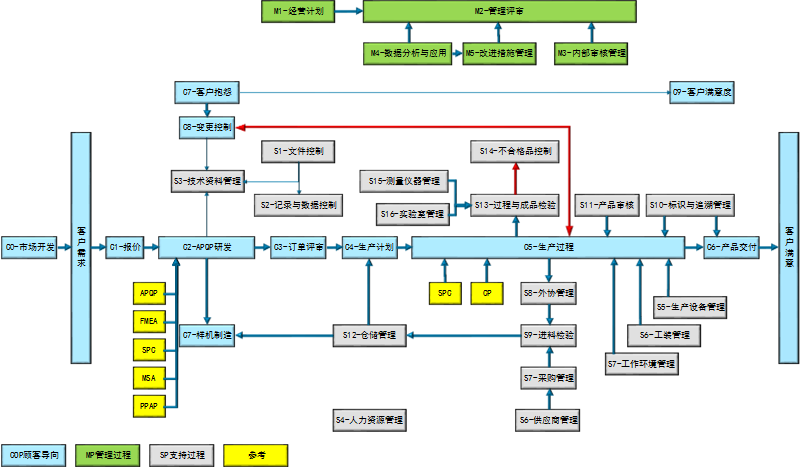 M1-经营计划
M2-管理评审
M4-数据分析与应用
M5-改进措施管理
M3-内部审核管理
C7-客户抱怨
C9-客户满意度
C8-变更控制
S1-文件控制
S14-不合格品控制
S3-技术资料管理
S15-测量仪器管理
S2-记录与数据控制
S16-实验室管理
S13-过程与成品检验
S11-产品审核
S10-标识与追溯管理
C0-市场开发
客户需求
C1-报价
C2-APQP研发
C3-订单评审
C4-生产计划
C5-生产过程
C6-产品交付
客户满意
APQP
SPC
CP
S8-外协管理
S5-生产设备管理
FMEA
C7-样机制造
S12-仓储管理
S9-进料检验
S6-工装管理
SPC
S7-工作环境管理
MSA
S7-采购管理
PPAP
S4-人力资源管理
S6-供应商管理
COP顾客导向
MP管理过程
SP支持过程
参考